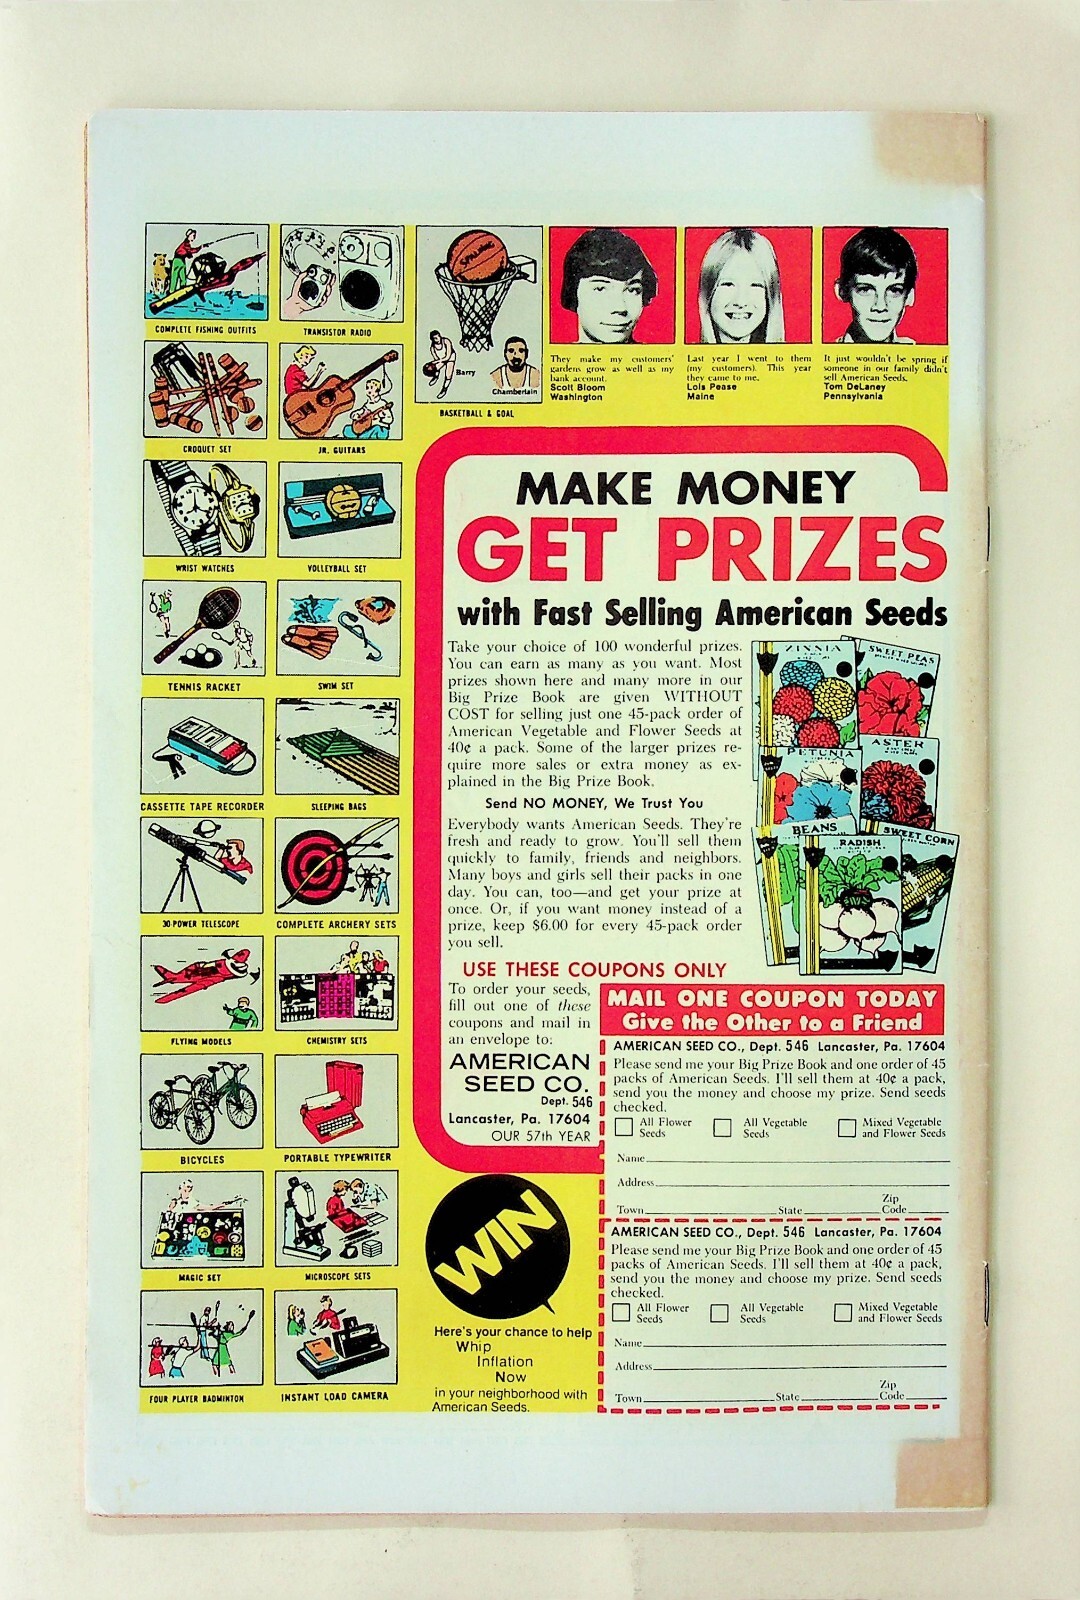 COMPLETE FISHING OUTFITS
TRANSISTOR RADIO
CROQUET SET
JR. GUITARS
WRIST WATCHES
VOLLEYBALL SET
TENNIS RACKET
SWIM SET
CASSETTE TAPE RECORDER
SLEEPING BAGS
30-POWER TELESCOPE
COMPLETE ARCHERY SETS
FLYING MODELS
CHEMISTRY SETS
BICYCLES
PORTABLE TYPEWRITER
MAGIC SET
MICROSCOPE SETS
FOUR PLAYER BADMINTON
INSTANT LOAD CAMERA
SPALDING
Barry
Chamberlain
BASKETBALL & GOAL
They make my customers'
gardens grow as well as my
bank account.
Scott Bloom
Washington
Last year I went to them
(my customers). This year
they came to me.
Lois Pease
Maine
It just wouldn't be spring if
someone in our family didn't
sell American Seeds.
Tom DeLaney
Pennsylvania
MAKE MONEY
GET PRIZES
with Fast Selling American Seeds
Take your choice of 100 wonderful prizes.
You can earn as many as you want. Most
prizes shown here and many more in our
Big Prize Book are given WITHOUT
COST for selling just one 45-pack order of
American Vegetable and Flower Seeds at
40¢ a pack. Some of the larger prizes re-
quire more sales or extra money as ex-
plained in the Big Prize Book.
Send NO MONEY, We Trust You
Everybody wants American Seeds. They're
fresh and ready to grow. You'll sell them
quickly to family, friends and neighbors.
Many boys and girls sell their packs in one
day. You can, too—and get your prize at
once. Or, if you want money instead of a
prize, keep $6.00 for every 45-pack order
you sell.
ZINNIA
SWEET PEAS
PETUNIA
ASTER
BEANS
RADISH
SWEET CORN
USE THESE COUPONS ONLY
To order your seeds,
fill out one of these
coupons and mail in
an envelope to:
AMERICAN
SEED CO.
Dept. 546
Lancaster, Pa. 17604
OUR 57th YEAR
WIN
Here's your chance to help
Whip
Inflation
Now
in your neighborhood with
American Seeds.
MAIL ONE COUPON TODAY
Give the Other to a Friend
AMERICAN SEED CO., Dept. 546 Lancaster, Pa. 17604
Please send me your Big Prize Book and one order of 45
packs of American Seeds. I'll sell them at 40¢ a pack,
send you the money and choose my prize. Send seeds
checked.
All Flower Seeds
All Vegetable Seeds
Mixed Vegetable and Flower Seeds
Name
Address
Town State Zip Code
AMERICAN SEED CO., Dept. 546 Lancaster, Pa. 17604
Please send me your Big Prize Book and one order of 45
packs of American Seeds. I'll sell them at 40¢ a pack,
send you the money and choose my prize. Send seeds
checked.
All Flower Seeds
All Vegetable Seeds
Mixed Vegetable and Flower Seeds
Name
Address
Town State Zip Code